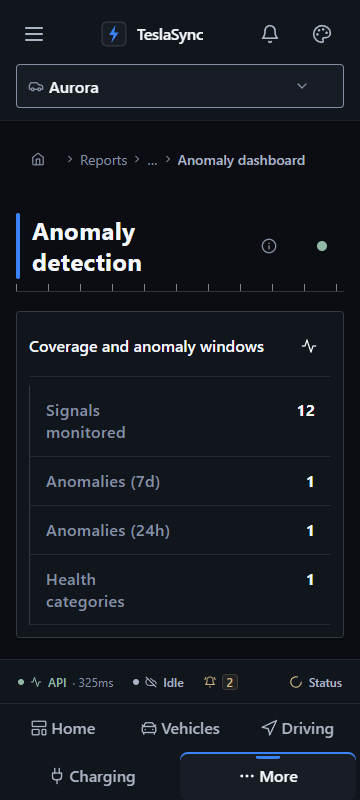 TeslaSync
Aurora
Reports ... Anomaly dashboard
Anomaly
detection
Coverage and anomaly windows
Signals
monitored 12
Anomalies (7d) 1
Anomalies (24h) 1
Health
categories 1
API · 325ms Idle 2 Status
Home Vehicles Driving
Charging More